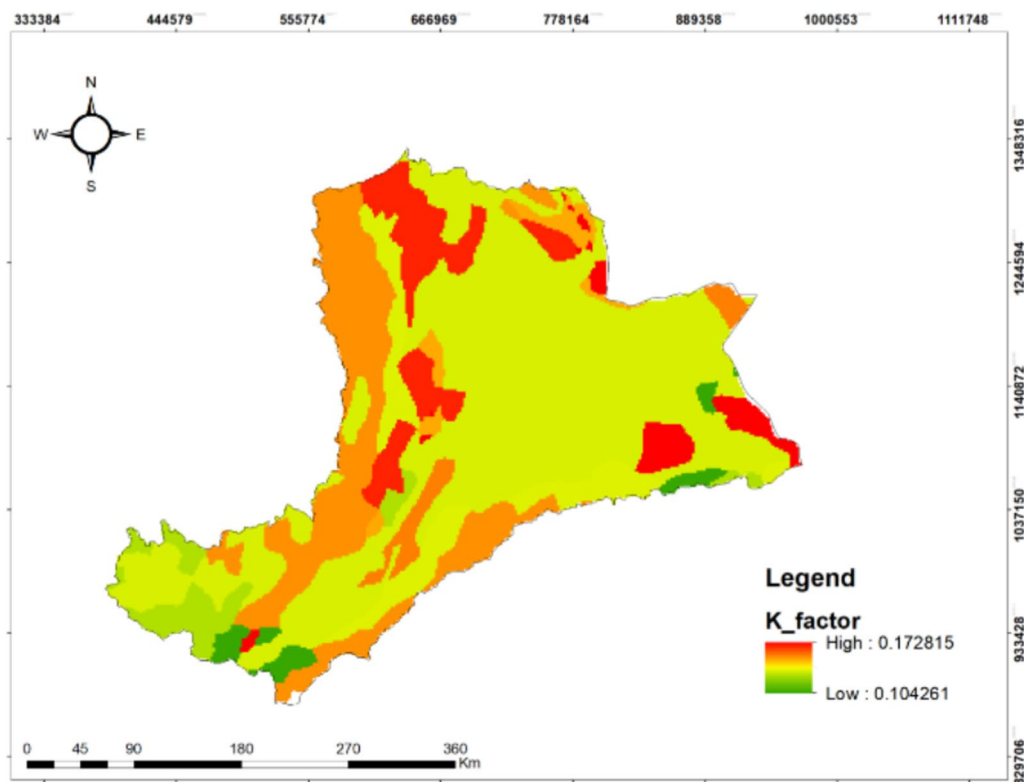 333384 444579 555774 666969 778164 889358 1000553 1111748
N
W E
S
1348316
1244594
1140872
1037150
933428
Legend
K_factor
High : 0.172815
Low : 0.104261
0 45 90 180 270 360
Km